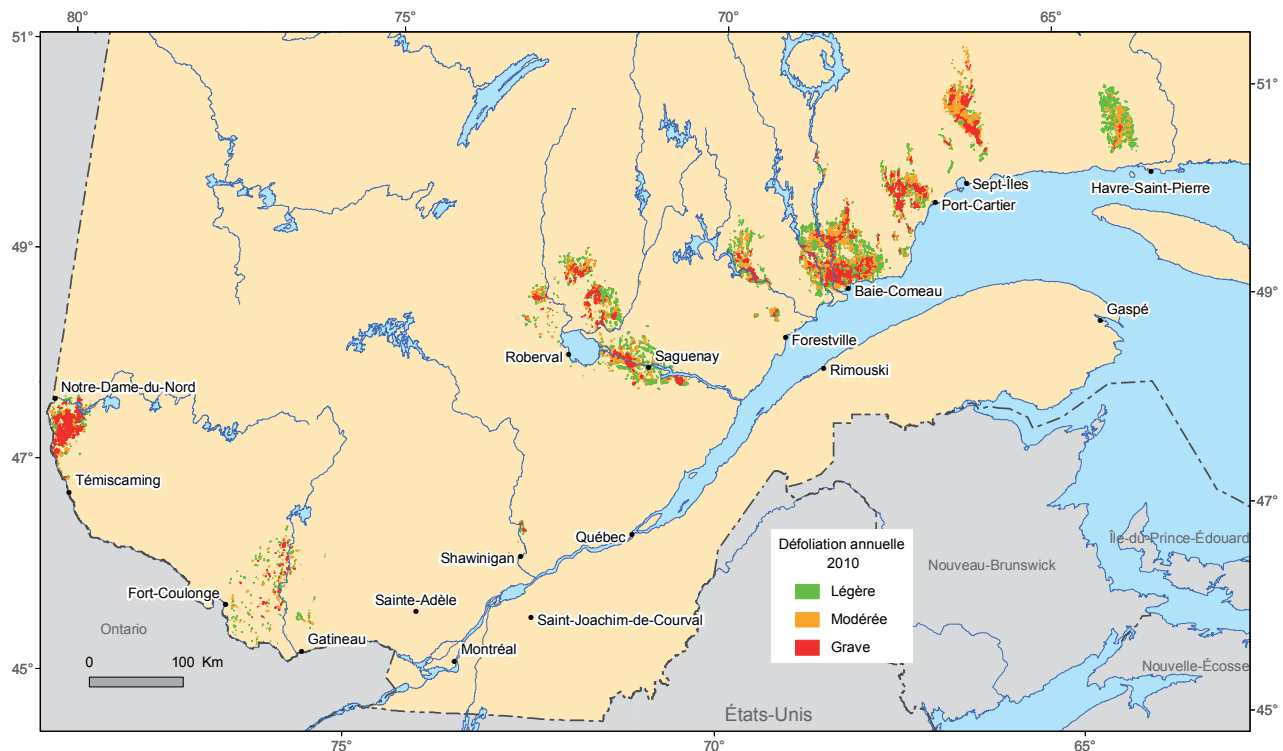 80° 75° 70° 65°
51°
51°
Sept-Îles
Havre-Saint-Pierre
Port-Cartier
49°
49°
Baie-Comeau
Gaspé
Forestville
Roberval
Saguenay
Rimouski
Notre-Dame-du-Nord
47°
47°
Témiscaming
Québec
Île-du-Prince-Édouard
Défoliation annuelle
2010
Légère
Modérée
Grave
Shawinigan
Nouveau-Brunswick
Fort-Coulonge
Sainte-Adèle
Saint-Joachim-de-Courval
Ontario
Gatineau
Montréal
0 100 Km
45°
Nouvelle-Écosse
États-Unis
45°
75° 70° 65°